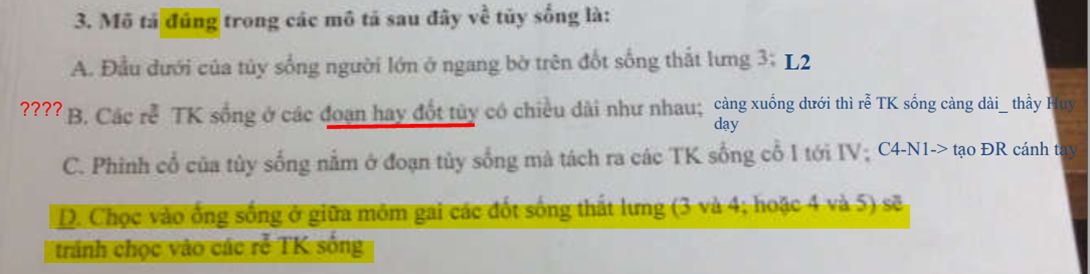 3. Mô tả đúng trong các mô tả sau đây về tủy sống là:
A. Đầu dưới của tủy sống người lớn ở ngang bờ trên đốt sống thắt lưng 3; L2
???? B. Các rễ TK sống ở các đoạn hay đốt tủy có chiều dài như nhau; càng xuống dưới thì rễ TK sống càng dài_ thầy Huy
dạy
C. Phình cổ của tủy sống nằm ở đoạn tủy sống mà tách ra các TK sống cổ I tới IV; C4-N1-> tạo ĐR cánh tay
D. Chọc vào ống sống ở giữa mỏm gai các đốt sống thắt lưng (3 và 4; hoặc 4 và 5) sẽ
tránh chọc vào các rễ TK sống